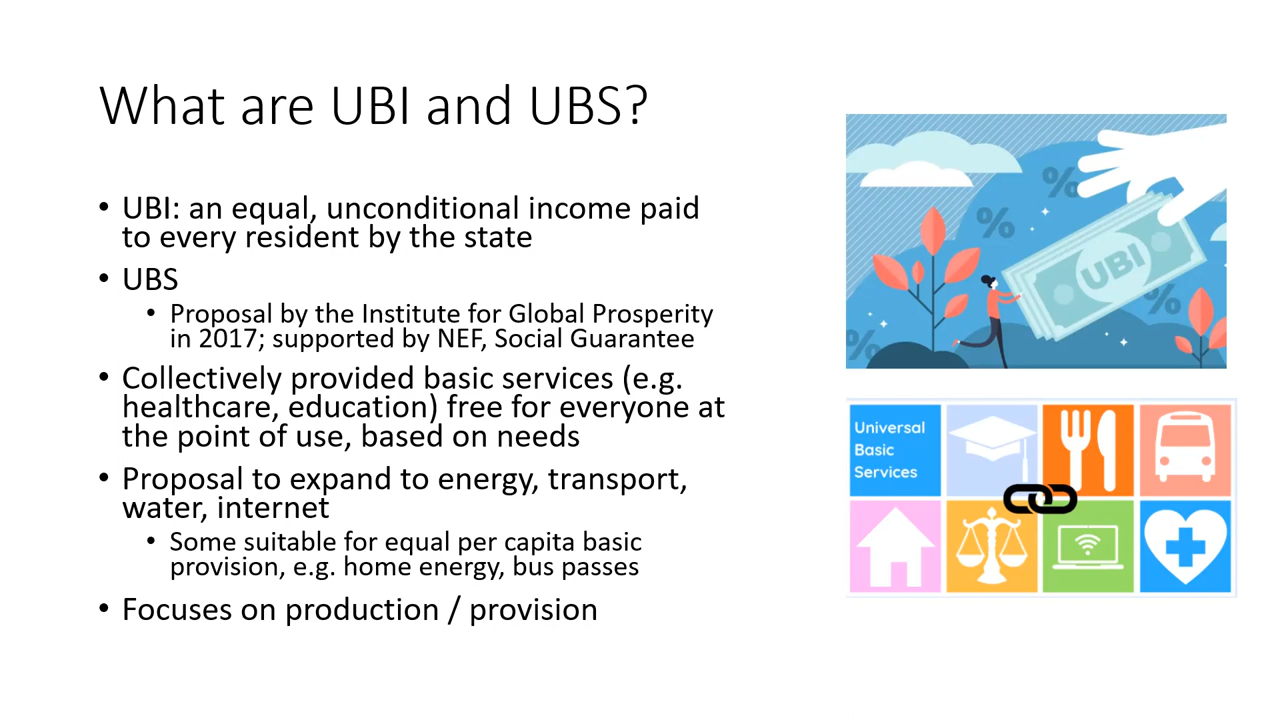 What are UBI and UBS?
• UBI: an equal, unconditional income paid
to every resident by the state
• UBS
• Proposal by the Institute for Global Prosperity
in 2017; supported by NEF, Social Guarantee
• Collectively provided basic services (e.g.
healthcare, education) free for everyone at
the point of use, based on needs
• Proposal to expand to energy, transport,
water, internet
• Some suitable for equal per capita basic
provision, e.g. home energy, bus passes
• Focuses on production / provision
%
%
UBI
%
%
Universal
Basic
Services